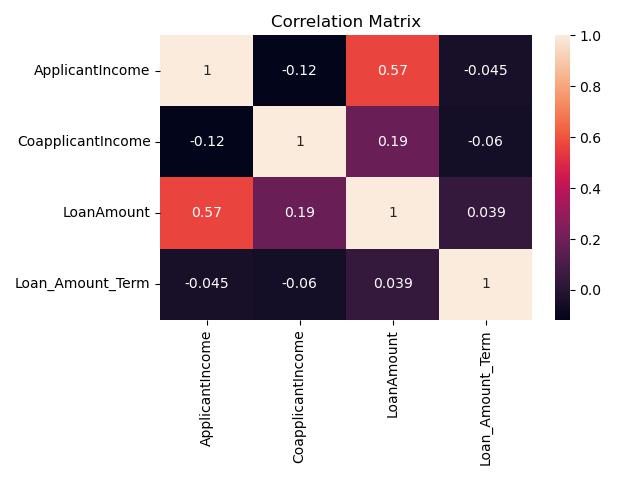 Correlation Matrix
ApplicantIncome 1 -0.12 0.57 -0.045
CoapplicantIncome -0.12 1 0.19 -0.06
LoanAmount 0.57 0.19 1 0.039
Loan_Amount_Term -0.045 -0.06 0.039 1
ApplicantIncome
CoapplicantIncome
LoanAmount
Loan_Amount_Term
1.0
0.8
0.6
0.4
0.2
0.0